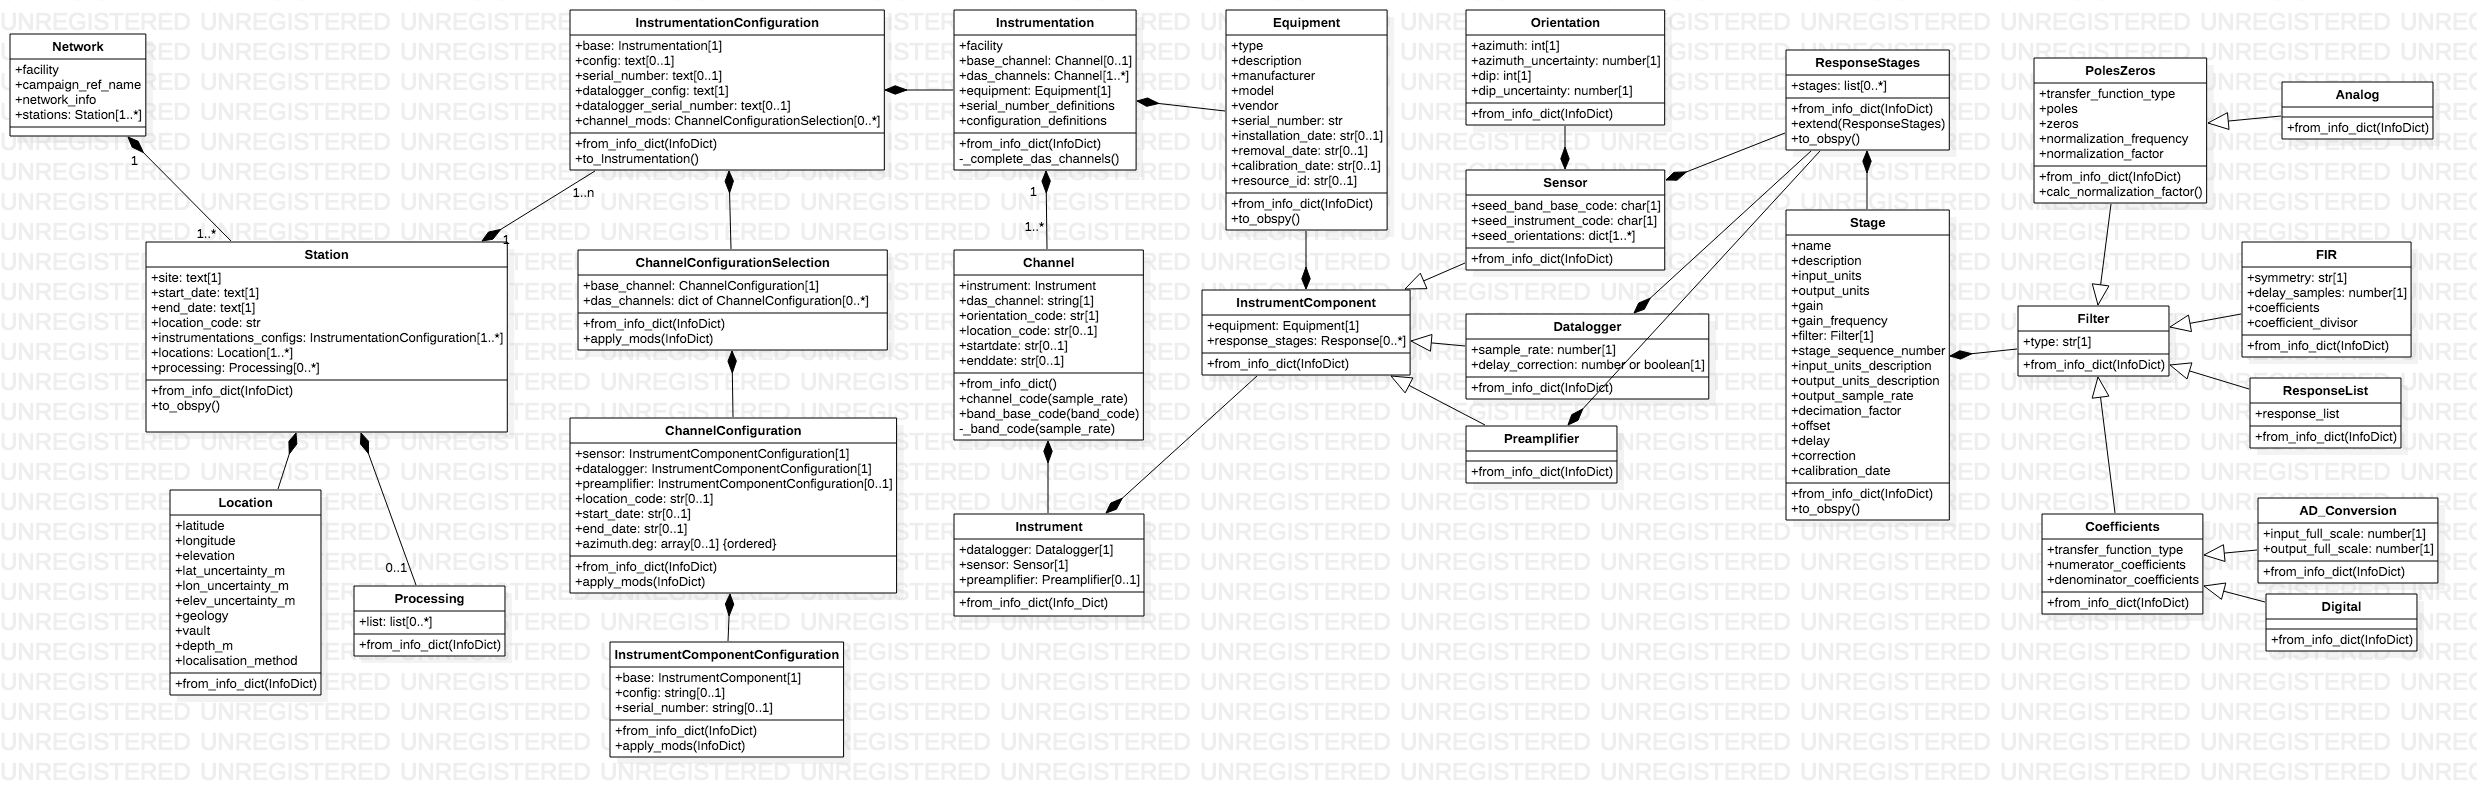 Network
+facility
+campaign_ref_name
+network_info
+stations: Station[1..*]
1
1..*
Station
+site: text[1]
+start_date: text[1]
+end_date: text[1]
+location_code: str
+instrumentations_configs: InstrumentationConfiguration[1..*]
+locations: Location[1..*]
+processing: Processing[0..*]
+from_info_dict(InfoDict)
+to_obspy()
1
1..n
Location
+latitude
+longitude
+elevation
+lat_uncertainty_m
+lon_uncertainty_m
+elev_uncertainty_m
+geology
+vault
+depth_m
+localisation_method
+from_info_dict(InfoDict)
0..1
Processing
+list: list[0..*]
+from_info_dict(InfoDict)
InstrumentationConfiguration
+base: Instrumentation[1]
+config: text[0..1]
+serial_number: text[0..1]
+datalogger_config: text[1]
+datalogger_serial_number: text[0..1]
+channel_mods: ChannelConfigurationSelection[0..*]
+from_info_dict(InfoDict)
+to_Instrumentation()
ChannelConfigurationSelection
+base_channel: ChannelConfiguration[1]
+das_channels: dict of ChannelConfiguration[0..*]
+from_info_dict(InfoDict)
+apply_mods(InfoDict)
ChannelConfiguration
+sensor: InstrumentComponentConfiguration[1]
+datalogger: InstrumentComponentConfiguration[1]
+preamplifier: InstrumentComponentConfiguration[0..1]
+location_code: str[0..1]
+start_date: str[0..1]
+end_date: str[0..1]
+azimuth.deg: array[0..1] {ordered}
+from_info_dict(InfoDict)
+apply_mods(InfoDict)
InstrumentComponentConfiguration
+base: InstrumentComponent[1]
+config: string[0..1]
+serial_number: string[0..1]
+from_info_dict(InfoDict)
+apply_mods(InfoDict)
Instrumentation
+facility
+base_channel: Channel[0..1]
+das_channels: Channel[1..*]
+equipment: Equipment[1]
+serial_number_definitions
+configuration_definitions
+from_info_dict(InfoDict)
-_complete_das_channels()
1
1..*
Channel
+instrument: Instrument
+das_channel: string[1]
+orientation_code: str[1]
+location_code: str[0..1]
+startdate: str[0..1]
+enddate: str[0..1]
+from_info_dict()
+channel_code(sample_rate)
+band_base_code(band_code)
-_band_code(sample_rate)
Instrument
+datalogger: Datalogger[1]
+sensor: Sensor[1]
+preamplifier: Preamplifier[0..1]
+from_info_dict(Info_Dict)
Equipment
+type
+description
+manufacturer
+model
+vendor
+serial_number: str
+installation_date: str[0..1]
+removal_date: str[0..1]
+calibration_date: str[0..1]
+resource_id: str[0..1]
+from_info_dict(InfoDict)
+to_obspy()
InstrumentComponent
+equipment: Equipment[1]
+response_stages: Response[0..*]
+from_info_dict(InfoDict)
Orientation
+azimuth: int[1]
+azimuth_uncertainty: number[1]
+dip: int[1]
+dip_uncertainty: number[1]
+from_info_dict(InfoDict)
Sensor
+seed_band_base_code: char[1]
+seed_instrument_code: char[1]
+seed_orientations: dict[1..*]
+from_info_dict(InfoDict)
Datalogger
+sample_rate: number[1]
+delay_correction: number or boolean[1]
+from_info_dict(InfoDict)
Preamplifier
+from_info_dict(InfoDict)
ResponseStages
+stages: list[0..*]
+from_info_dict(InfoDict)
+extend(ResponseStages)
+to_obspy()
Stage
+name
+description
+input_units
+output_units
+gain
+gain_frequency
+filter: Filter[1]
+stage_sequence_number
+input_units_description
+output_units_description
+output_sample_rate
+decimation_factor
+offset
+delay
+correction
+calibration_date
+from_info_dict(InfoDict)
+to_obspy()
PolesZeros
+transfer_function_type
+poles
+zeros
+normalization_frequency
+normalization_factor
+from_info_dict(InfoDict)
+calc_normalization_factor()
Filter
+type: str[1]
+from_info_dict(InfoDict)
Coefficients
+transfer_function_type
+numerator_coefficients
+denominator_coefficients
+from_info_dict(InfoDict)
Analog
+from_info_dict(InfoDict)
FIR
+symmetry: str[1]
+delay_samples: number[1]
+coefficients
+coefficient_divisor
+from_info_dict(InfoDict)
ResponseList
+response_list
+from_info_dict(InfoDict)
AD_Conversion
+input_full_scale: number[1]
+output_full_scale: number[1]
+from_info_dict(InfoDict)
Digital
+from_info_dict(InfoDict)
UNREGISTERED